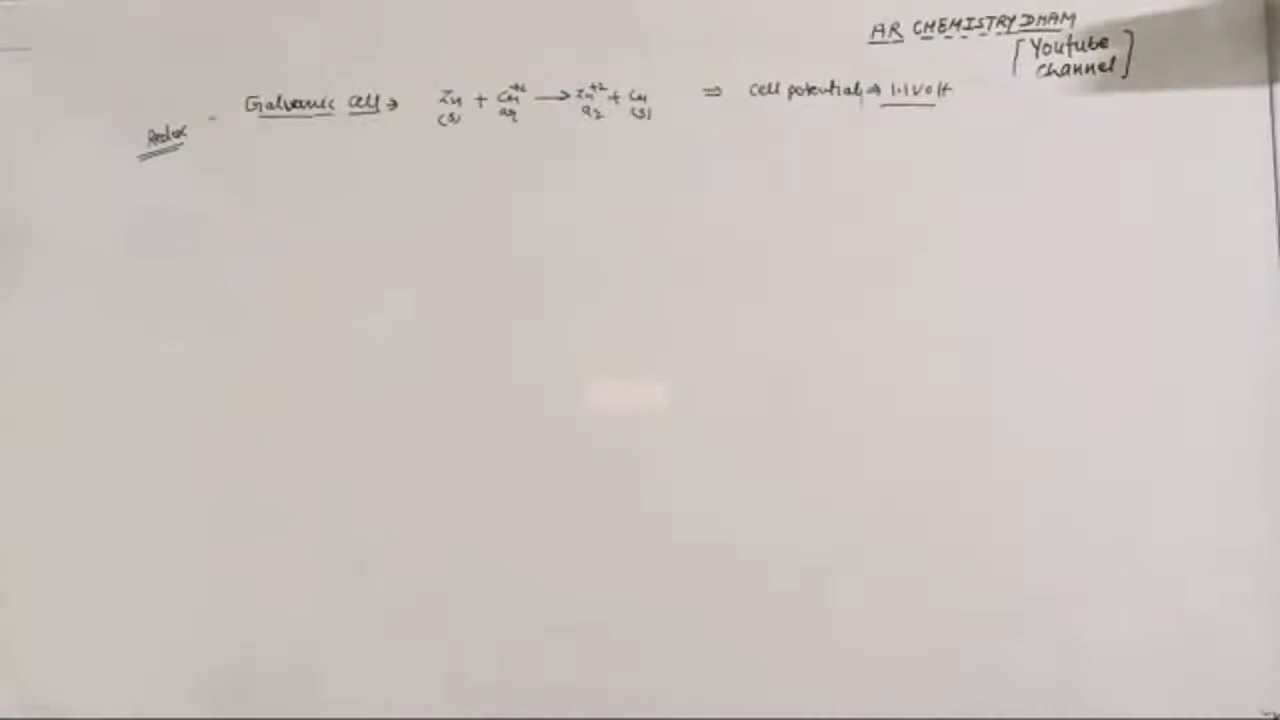 AR CHEMISTRY DHAM
[Youtube
channel]
Galvanic cell → Zn + Cu+2 ⟶ Zn+2 + Cu ⇒ cell potential → 1.1 Volt
(s) aq aq (s)
Redox